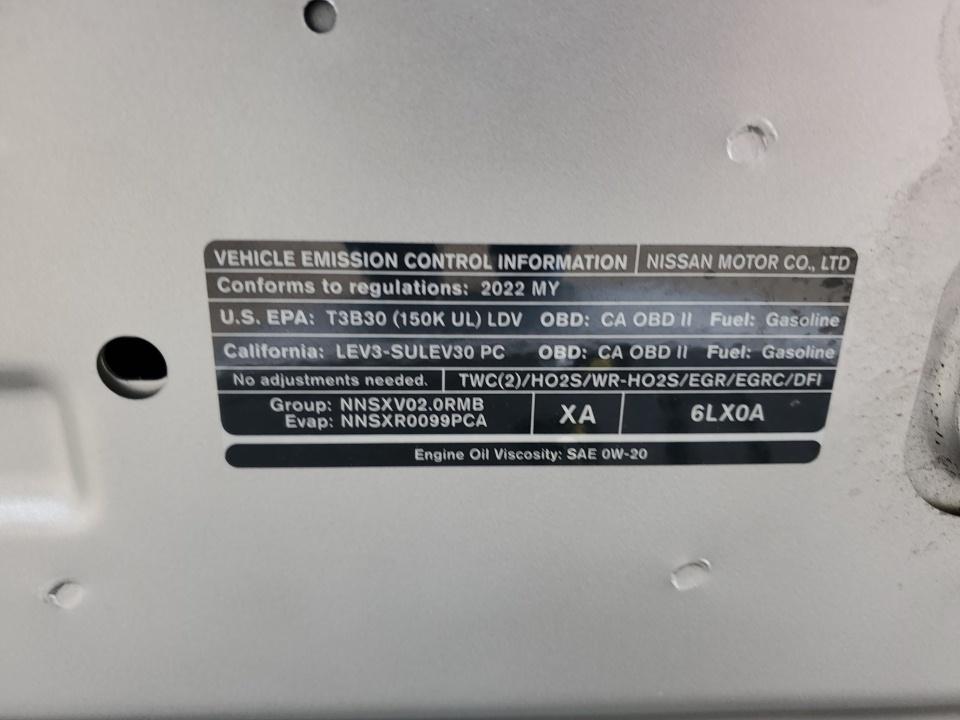 VEHICLE EMISSION CONTROL INFORMATION NISSAN MOTOR CO., LTD
Conforms to regulations: 2022 MY
U.S. EPA: T3B30 (150K UL) LDV OBD: CA OBD II Fuel: Gasoline
California: LEV3-SULEV30 PC OBD: CA OBD II Fuel: Gasoline
No adjustments needed. TWC(2)/HO2S/WR-HO2S/EGR/EGRC/DFI
Group: NNSXV02.0RMB
Evap: NNSXR0099PCA
XA
6LX0A
Engine Oil Viscosity: SAE 0W-20